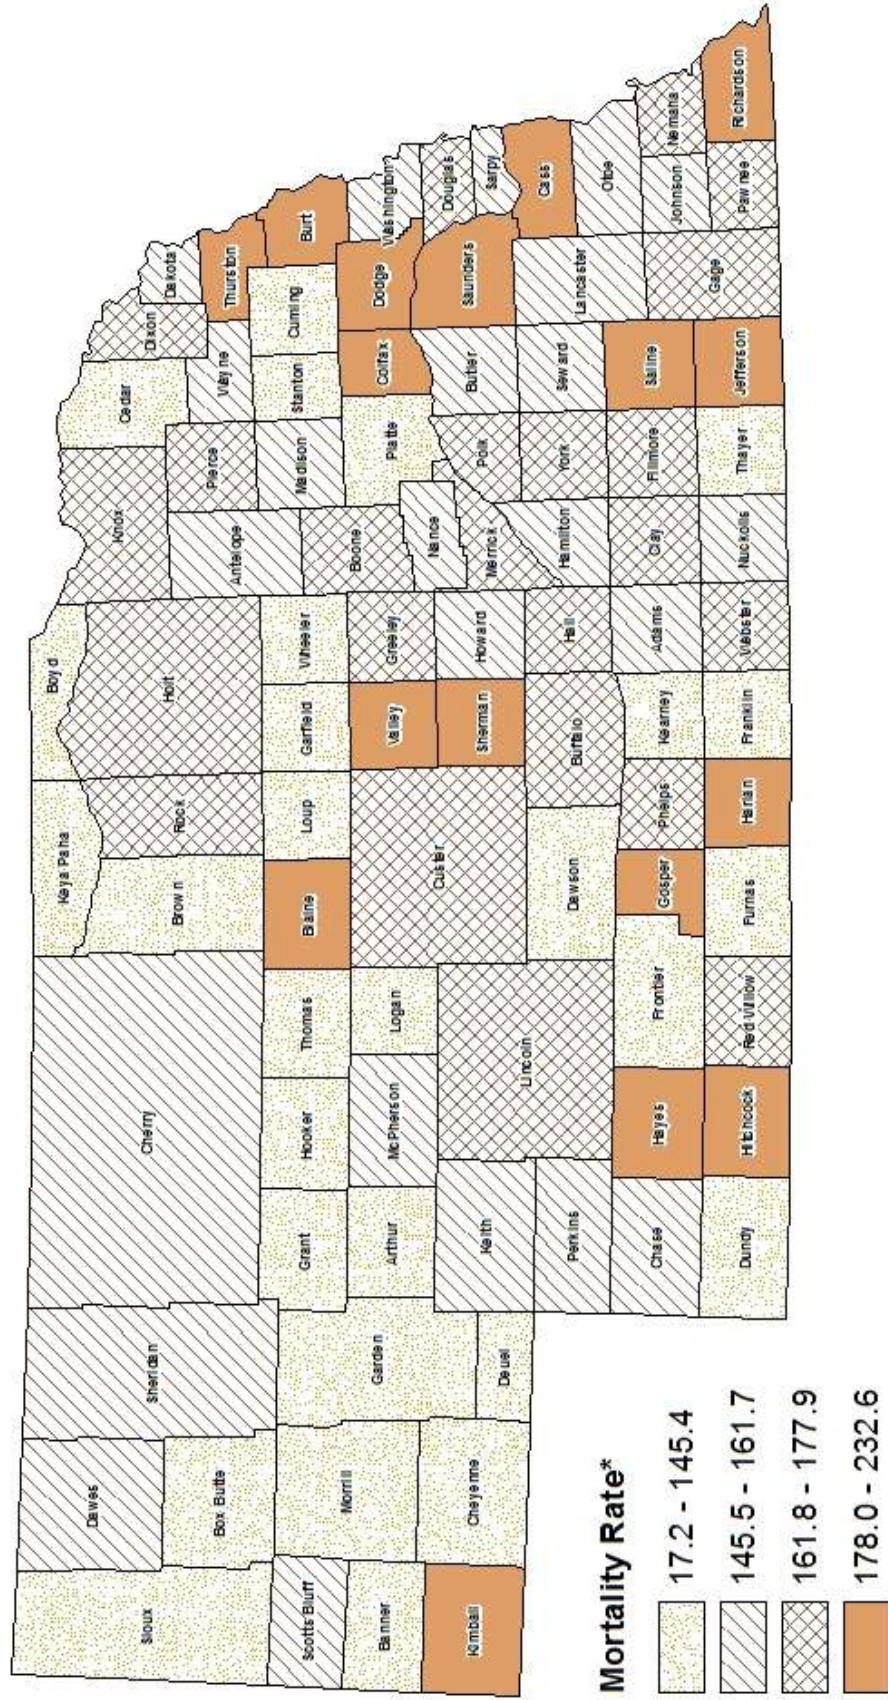 Sioux
Dawes
Sheridan
Cherry
Keya Paha
Boyd
Knox
Cedar
Dixon
Dakota
Box Butte
Brown
Rock
Holt
Antelope
Pierce
Wayne
Thurston
Scotts Bluff
Morrill
Garden
Grant
Hooker
Thomas
Blaine
Loup
Garfield
Wheeler
Boone
Madison
Stanton
Cuming
Burt
Banner
Arthur
McPherson
Logan
Custer
Valley
Greeley
Nance
Platte
Colfax
Dodge
Washington
Kimball
Cheyenne
Deuel
Keith
Lincoln
Sherman
Howard
Merrick
Polk
Butler
Saunders
Douglas
Sarpy
Perkins
Dawson
Buffalo
Hall
Hamilton
York
Seward
Lancaster
Cass
Otoe
Chase
Hayes
Frontier
Gosper
Phelps
Kearney
Adams
Clay
Fillmore
Saline
Gage
Johnson
Nemaha
Dundy
Hitchcock
Red Willow
Furnas
Harlan
Franklin
Webster
Nuckolls
Thayer
Jefferson
Pawnee
Richardson
Mortality Rate*
17.2 - 145.4
145.5 - 161.7
161.8 - 177.9
178.0 - 232.6